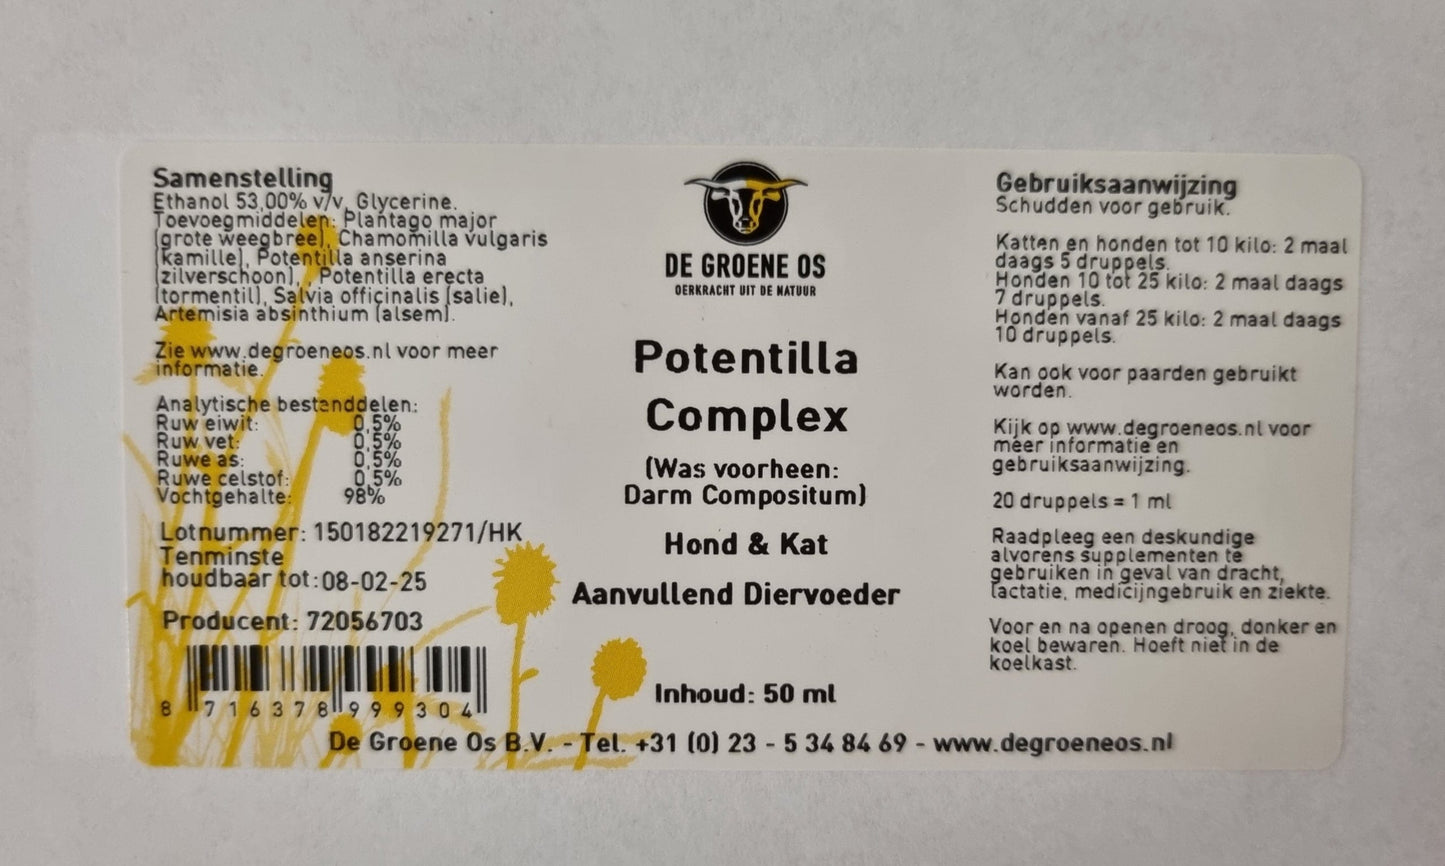 Samenstelling
Ethanol 53,00% v/v, Glycerine.
Toevoegmiddelen: Plantago major
(grote weegbree), Chamomilla vulgaris
(kamille), Potentilla anserina
(zilverschoon), , Potentilla erecta
(tormentil), Salvia officinalis (salie),
Artemisia absinthium (alsem).
Zie www.degroeneos.nl voor meer
informatie.
Analytische bestanddelen:
Ruw eiwit: 0,5%
Ruw vet: 0,5%
Ruwe as: 0,5%
Ruwe celstof: 0,5%
Vochtgehalte: 98%
Lotnummer: 150182219271/HK
Tenminste
houdbaar tot: 08-02-25
Producent: 72056703
8 716378 999304
DE GROENE OS
OERKRACHT UIT DE NATUUR
Potentilla
Complex
(Was voorheen:
Darm Compositum)
Hond & Kat
Aanvullend Diervoeder
Inhoud: 50 ml
Gebruiksaanwijzing
Schudden voor gebruik.
Katten en honden tot 10 kilo: 2 maal
daags 5 druppels.
Honden 10 tot 25 kilo: 2 maal daags
7 druppels.
Honden vanaf 25 kilo: 2 maal daags
10 druppels.
Kan ook voor paarden gebruikt
worden.
Kijk op www.degroeneos.nl voor
meer informatie en
gebruiksaanwijzing.
20 druppels = 1 ml
Raadpleeg een deskundige
alvorens supplementen te
gebruiken in geval van dracht,
lactatie, medicijngebruik en ziekte.
Voor en na openen droog, donker en
koel bewaren. Hoeft niet in de
koelkast.
De Groene Os B.V. - Tel. +31 (0) 23 - 5 34 84 69 - www.degroeneos.nl